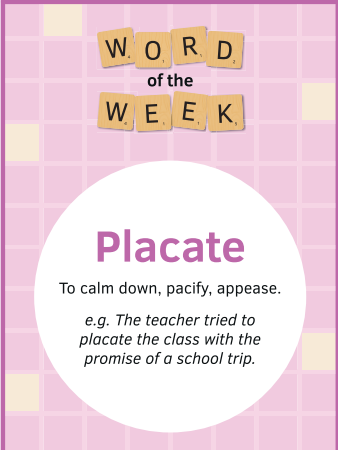 WORD
of the
WEEK
Placate
To calm down, pacify, appease.
e.g. The teacher tried to
placate the class with the
promise of a school trip.